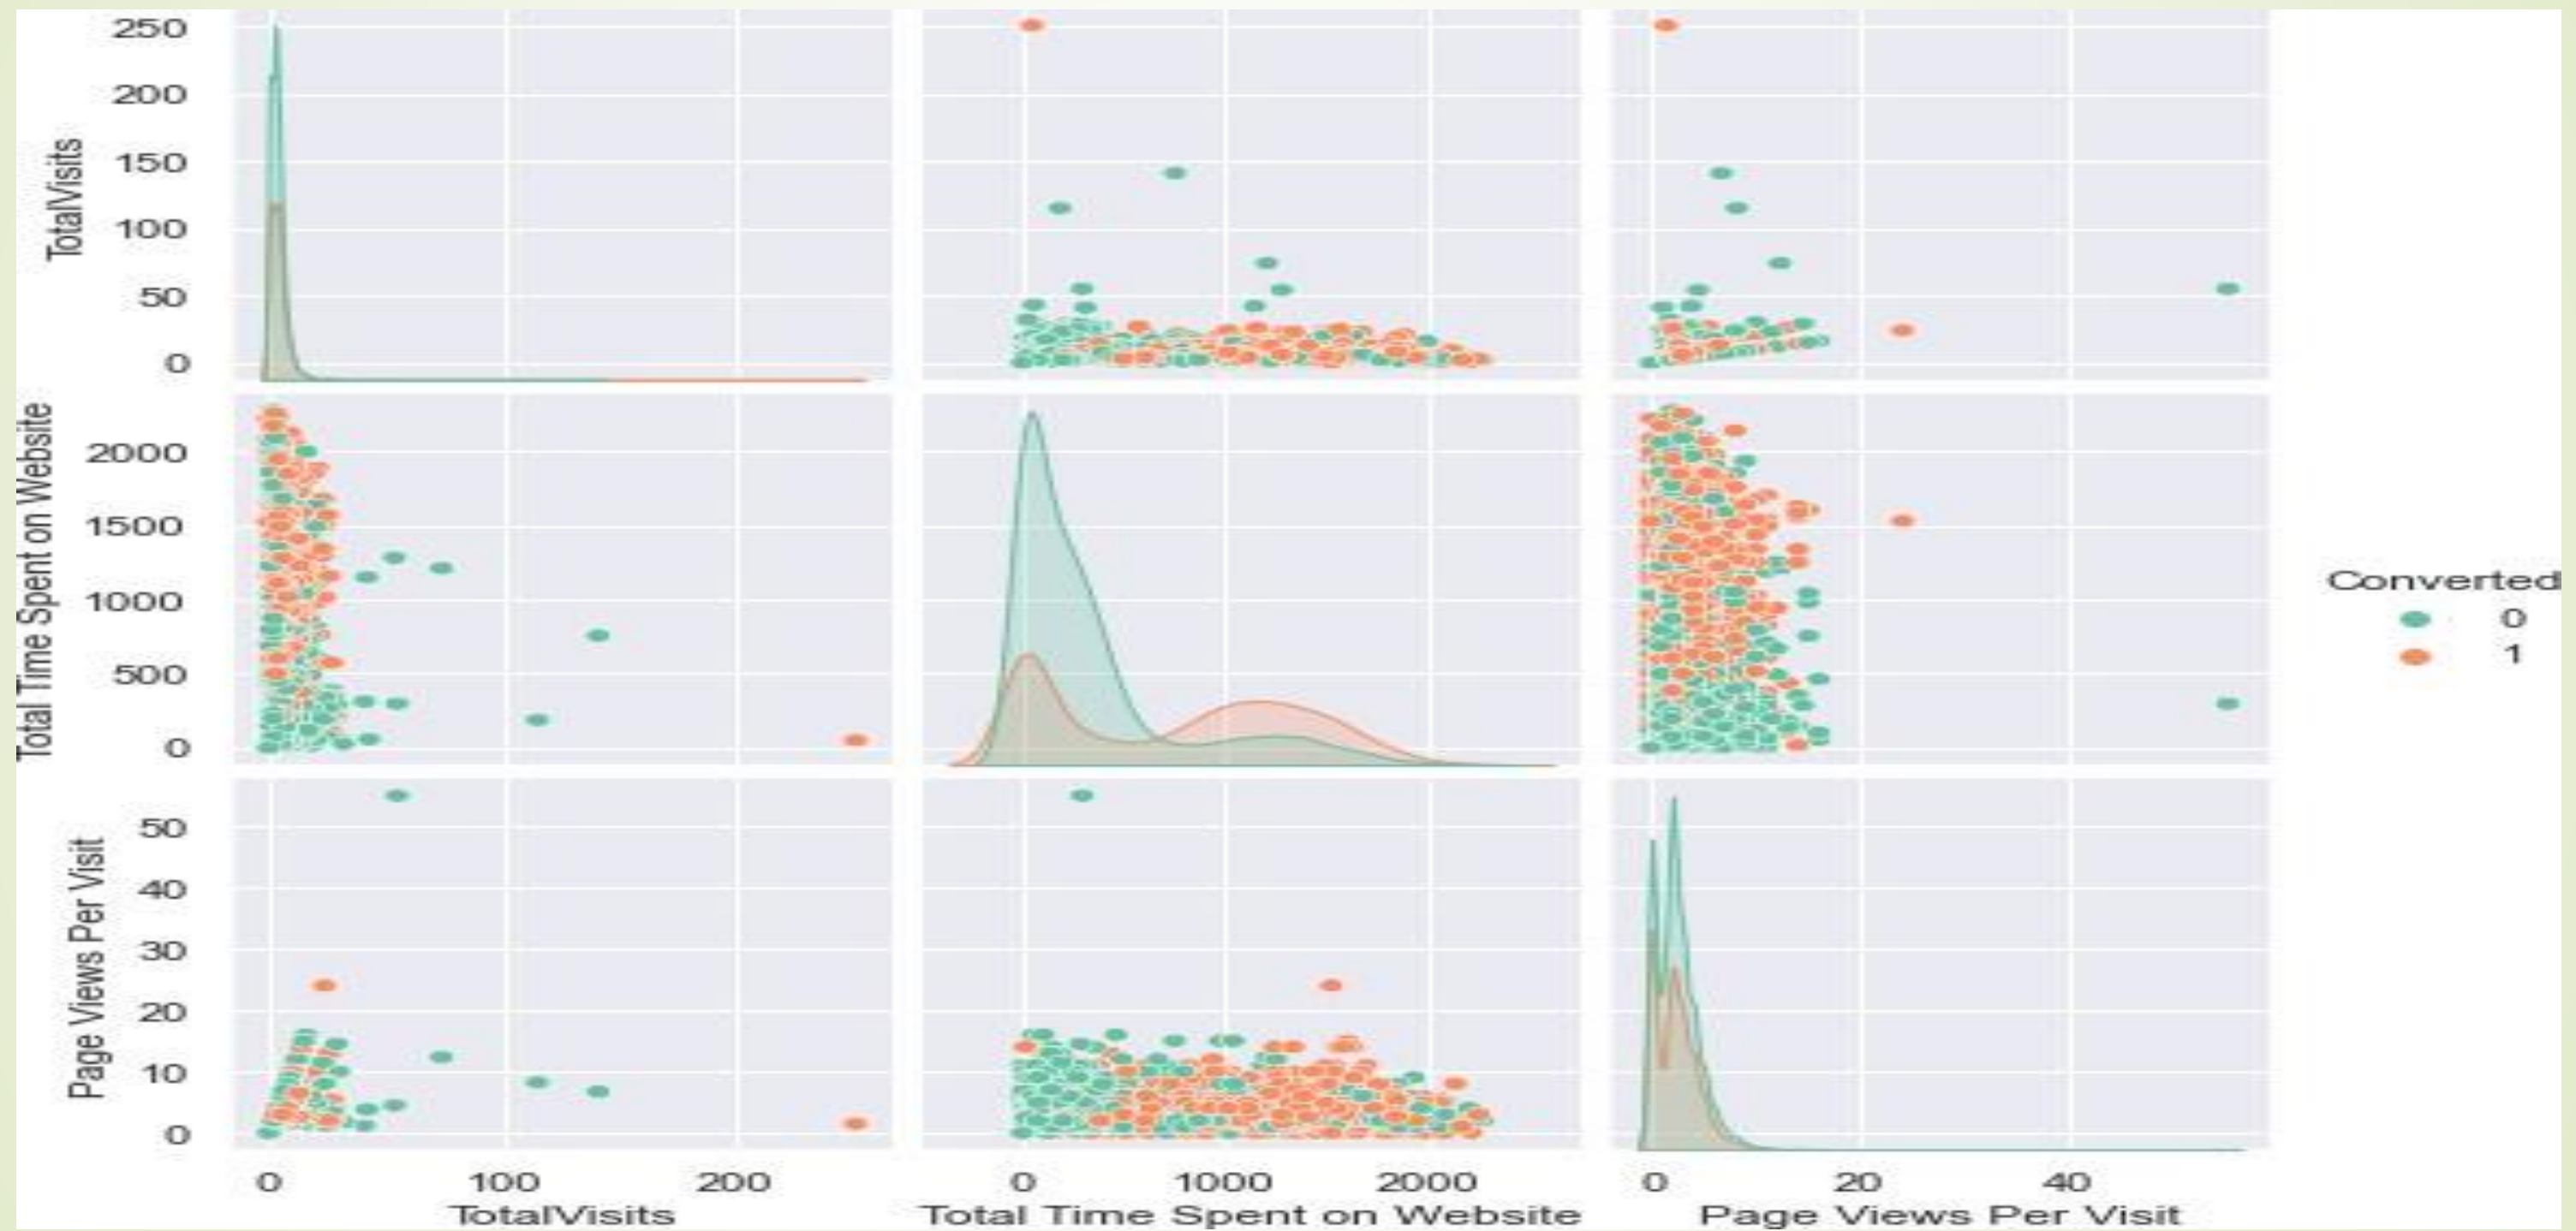 250
200
150
100
50
0
TotalVisits
2000
1500
1000
500
0
Total Time Spent on Website
50
40
30
20
10
0
Page Views Per Visit
0 100 200
TotalVisits
0 1000 2000
Total Time Spent on Website
0 20 40
Page Views Per Visit
Converted
0
1